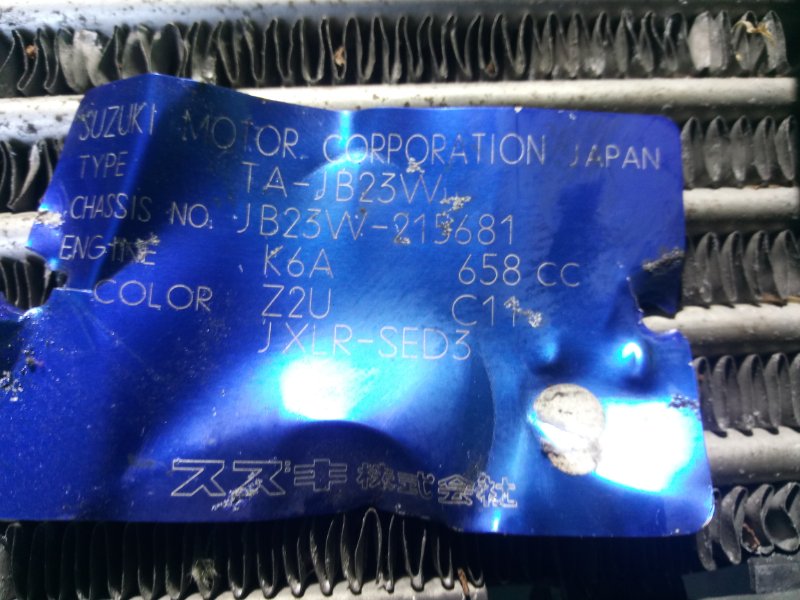 SUZUKI MOTOR CORPORATION JAPAN
TYPE TA-JB23W
CHASSIS NO. JB23W-215681
ENGINE K6A 658 cc
COLOR Z2U C11
JXLR-SED3
スズキ株式会社